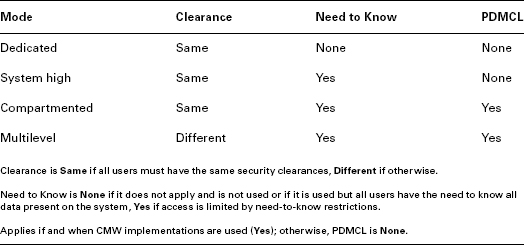 Mode Clearance Need to Know PDMCL
Dedicated Same None None
System high Same Yes None
Compartmented Same Yes Yes
Multilevel Different Yes Yes
Clearance is Same if all users must have the same security clearances, Different if otherwise.
Need to Know is None if it does not apply and is not used or if it is used but all users have the need to know all
data present on the system, Yes if access is limited by need-to-know restrictions.
Applies if and when CMW implementations are used (Yes); otherwise, PDMCL is None.